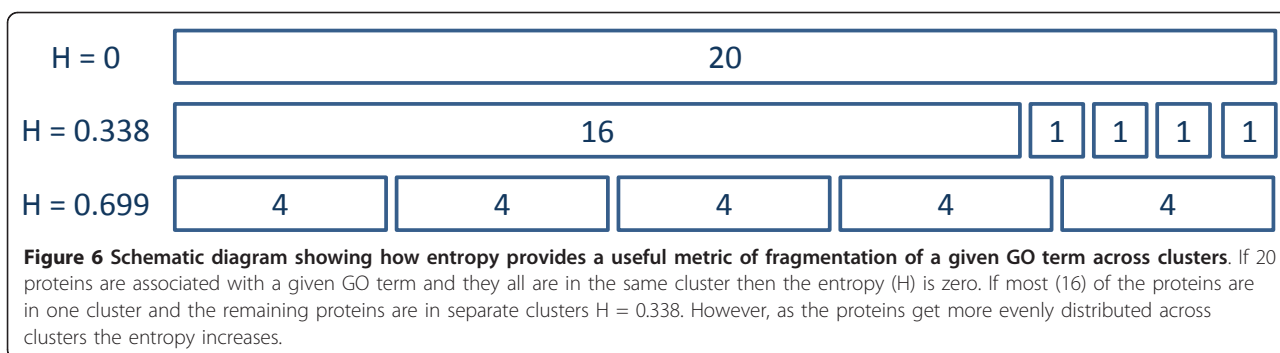 H = 0 20
H = 0.338 16 1 1 1 1
H = 0.699 4 4 4 4 4
Figure 6 Schematic diagram showing how entropy provides a useful metric of fragmentation of a given GO term across clusters. If 20
proteins are associated with a given GO term and they all are in the same cluster then the entropy (H) is zero. If most (16) of the proteins are
in one cluster and the remaining proteins are in separate clusters H = 0.338. However, as the proteins get more evenly distributed across
clusters the entropy increases.